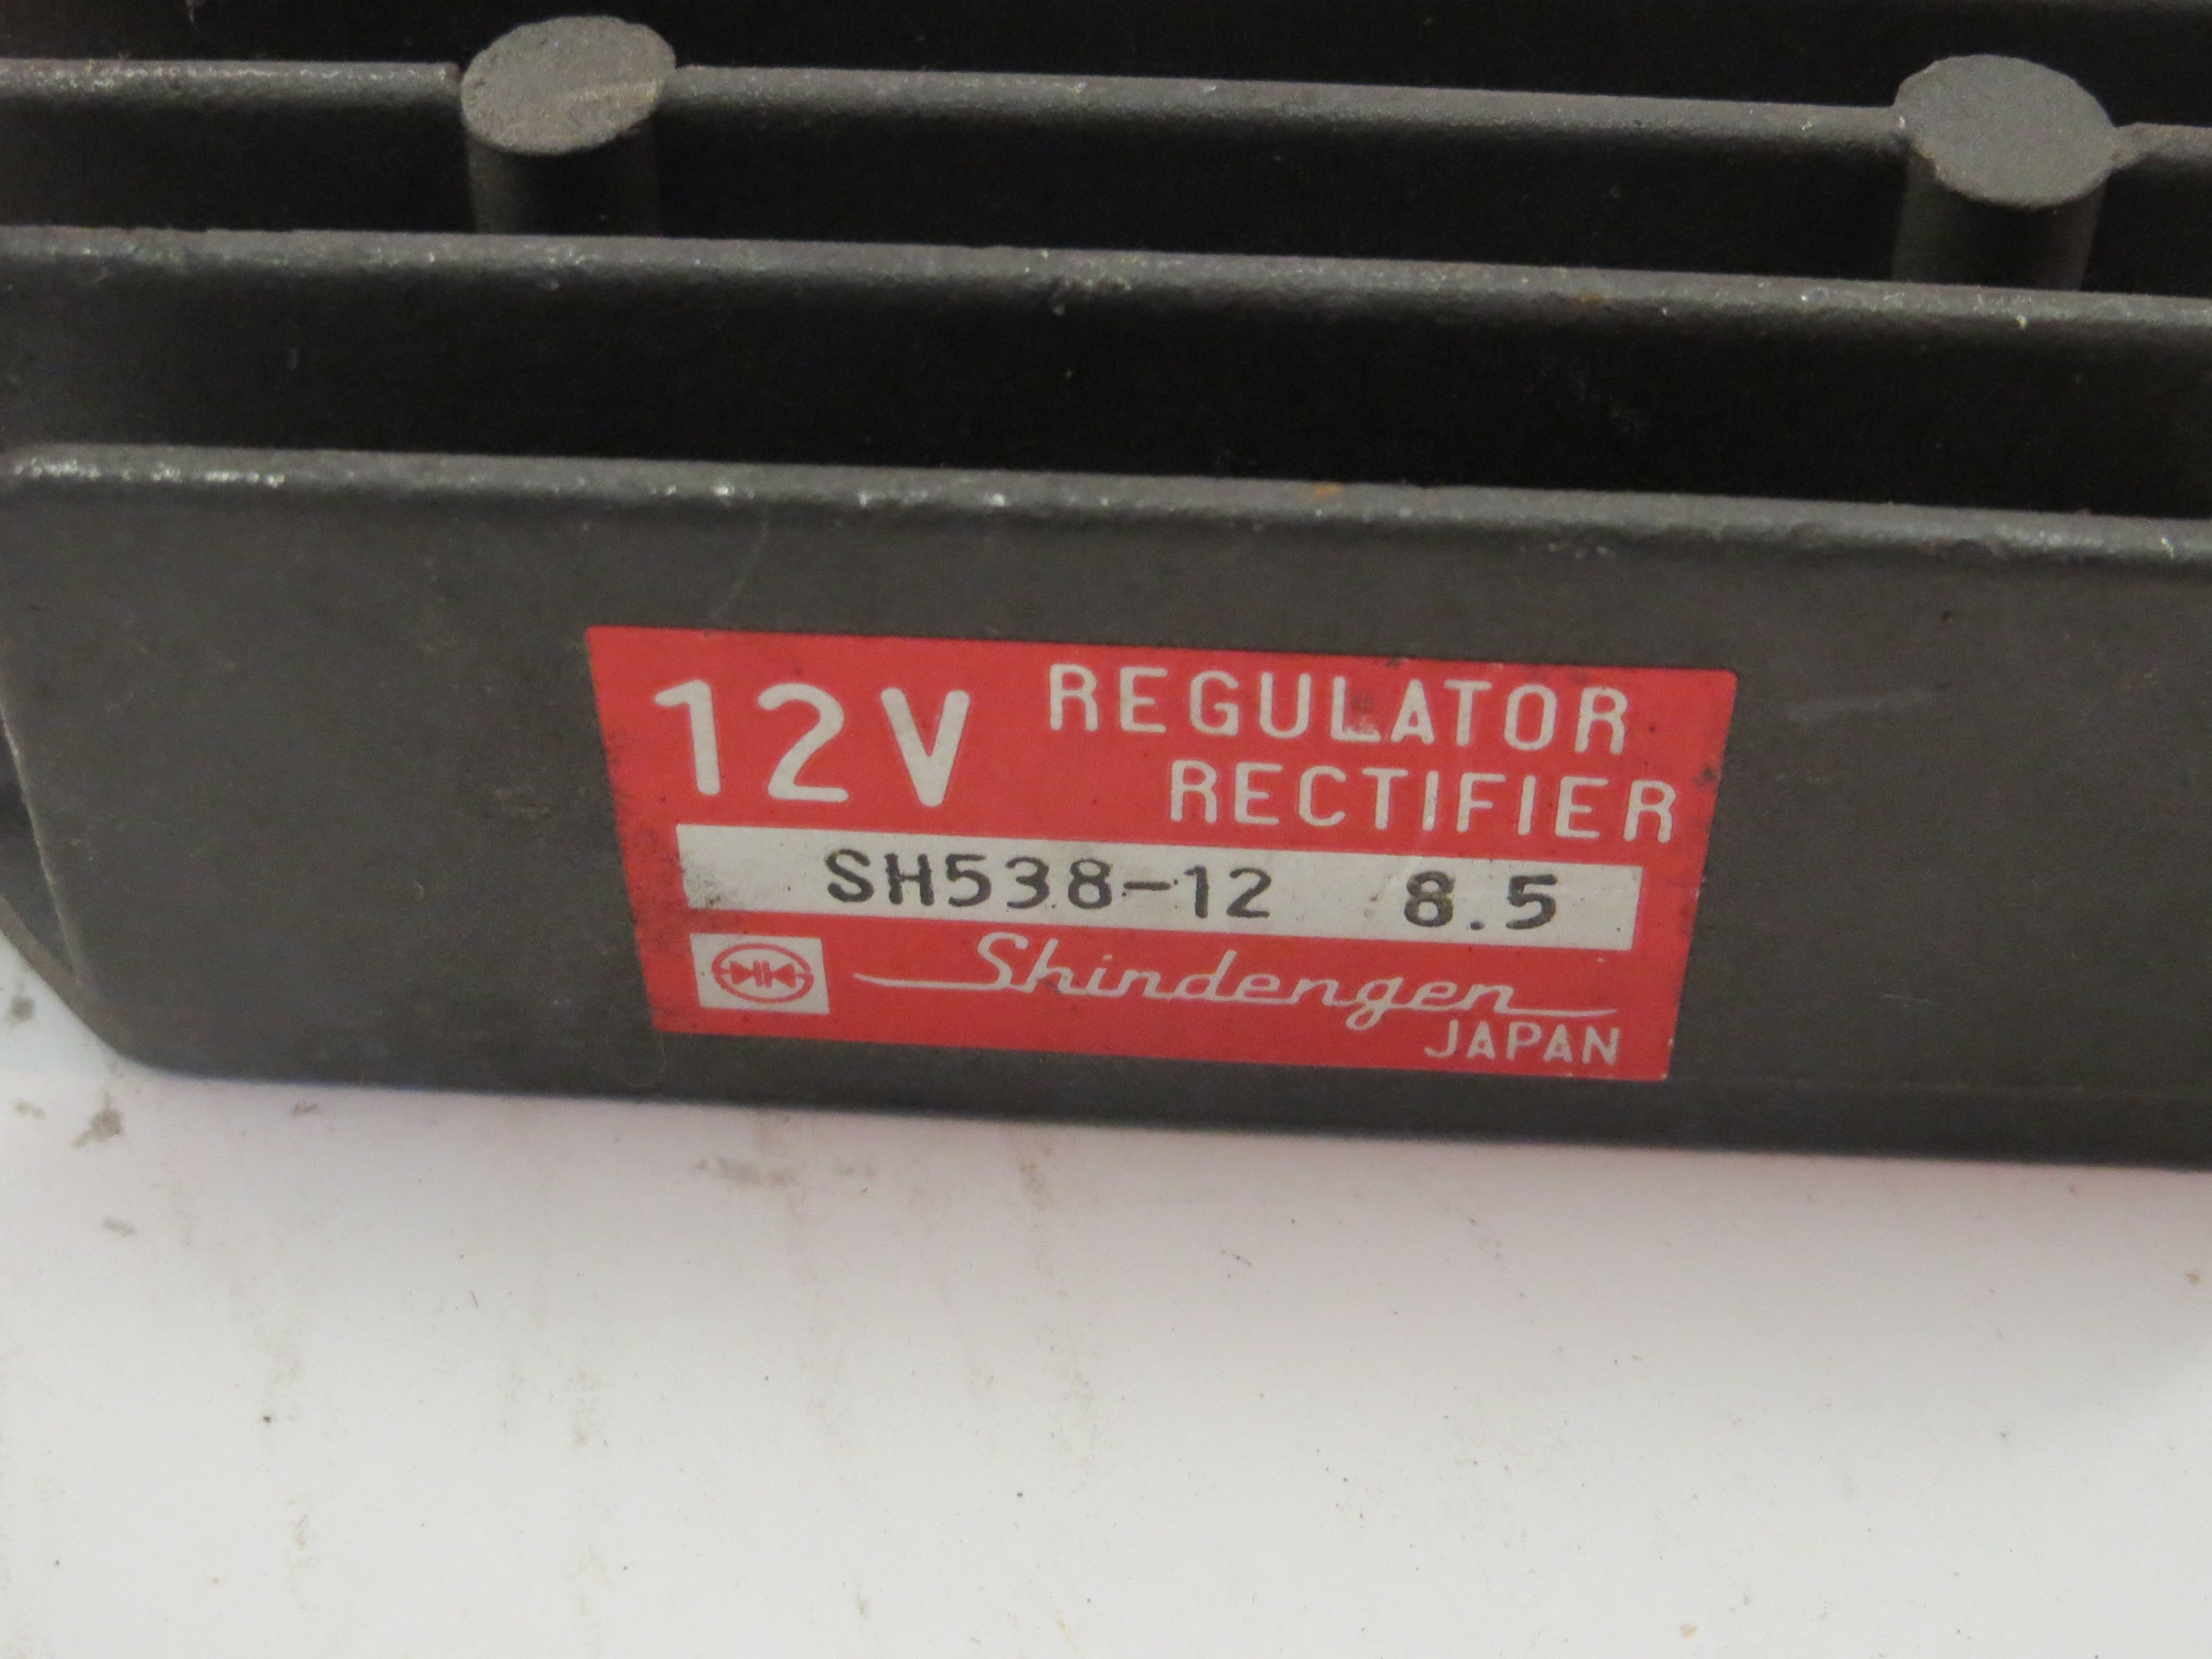 12V REGULATOR
RECTIFIER
SH538-12 8.5
Shindengen
JAPAN